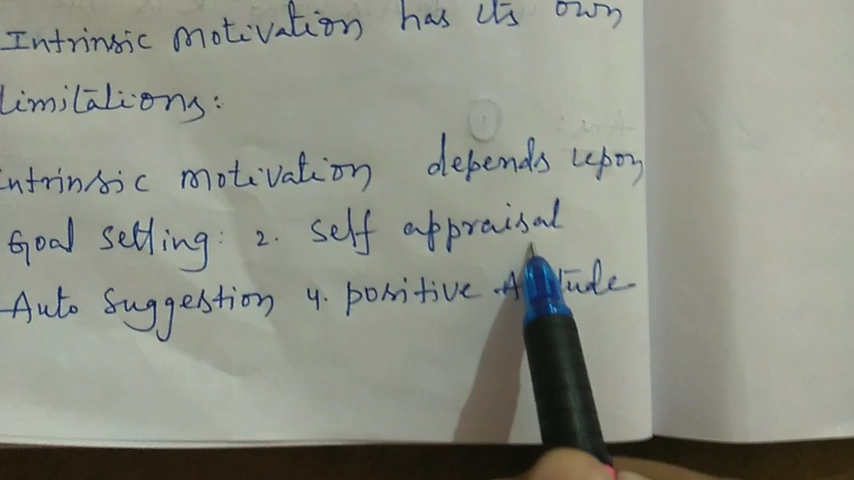 Intrinsic motivation has its own
limitations:
intrinsic motivation depends upon
Goal setting: 2. Self appraisal
Auto suggestion 4. positive